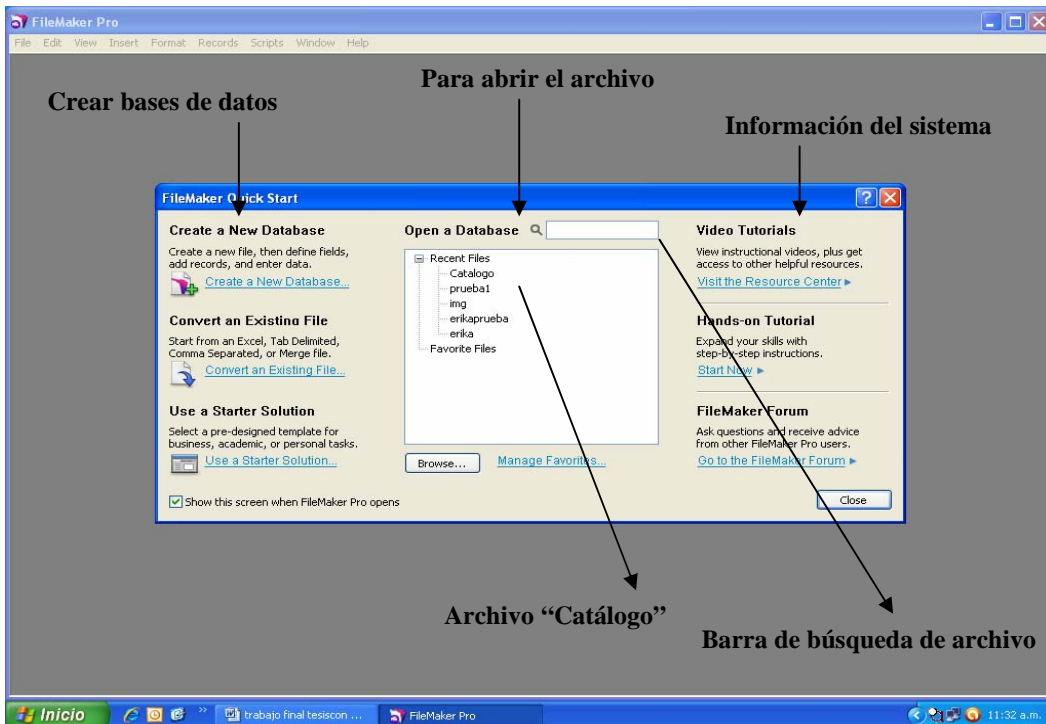 FileMaker Pro
File Edit View Insert Format Records Scripts Window Help
Para abrir el archivo
Crear bases de datos
Información del sistema
FileMaker Quick Start
Create a New Database
Create a new file, then define fields,
add records, and enter data.
Create a New Database...
Convert an Existing File
Start from an Excel, Tab Delimited,
Comma Separated, or Merge file.
Convert an Existing File...
Use a Starter Solution
Select a pre-designed template for
business, academic, or personal tasks.
Use a Starter Solution...
Show this screen when FileMaker Pro opens
Open a Database
Recent Files
Catalogo
prueba1
img
erikaprueba
erika
Favorite Files
Browse...
Manage Favorites...
Video Tutorials
View instructional videos, plus get
access to other helpful resources.
Visit the Resource Center
Hands-on Tutorial
Expand your skills with
step-by-step instructions.
Start Now
FileMaker Forum
Ask questions and receive advice
from other FileMaker Pro users.
Go to the FileMaker Forum
Close
Archivo “Catálogo”
Barra de búsqueda de archivo
Inicio
trabajo final tesiscon ...
FileMaker Pro
11:32 a.m.